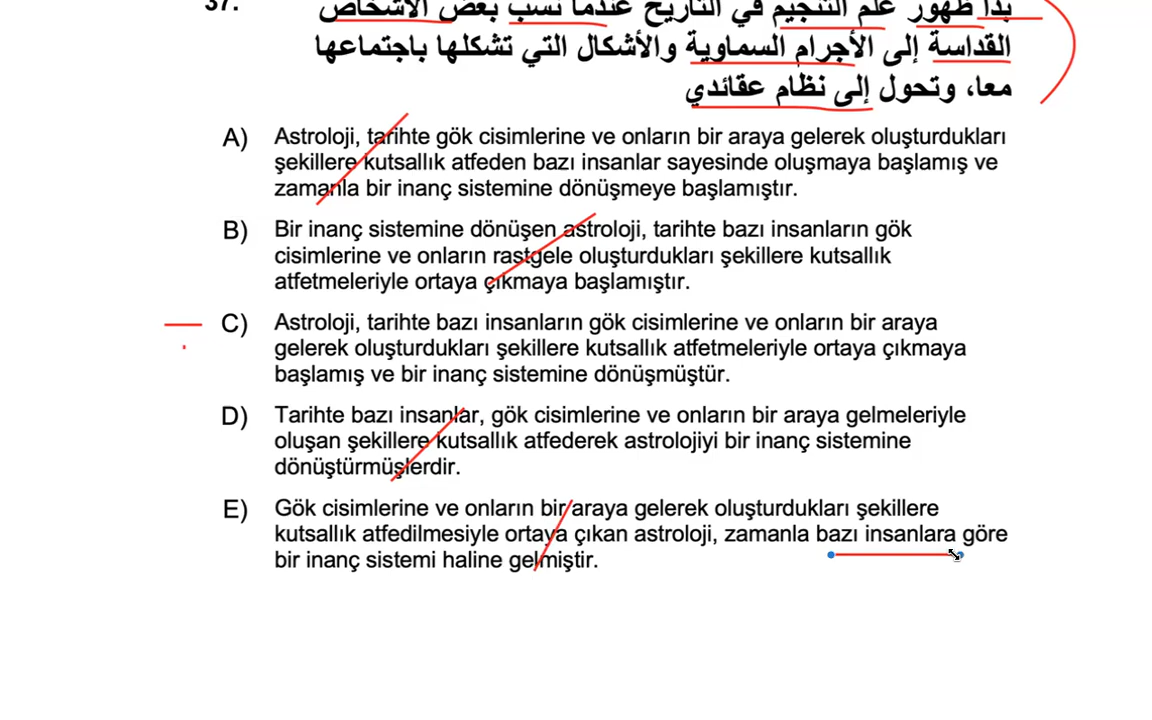 37.
بدأ ظهور علم التنجيم في التاريخ عندما نسب بعض الأشخاص
القداسة إلى الأجرام السماوية والأشكال التي تشكلها باجتماعها
معا، وتحول إلى نظام عقائدي
A) Astroloji, tarihte gök cisimlerine ve onların bir araya gelerek oluşturdukları
şekillere kutsallık atfeden bazı insanlar sayesinde oluşmaya başlamış ve
zamanla bir inanç sistemine dönüşmeye başlamıştır.
B) Bir inanç sistemine dönüşen astroloji, tarihte bazı insanların gök
cisimlerine ve onların rastgele oluşturdukları şekillere kutsallık
atfetmeleriyle ortaya çıkmaya başlamıştır.
C) Astroloji, tarihte bazı insanların gök cisimlerine ve onların bir araya
gelerek oluşturdukları şekillere kutsallık atfetmeleriyle ortaya çıkmaya
başlamış ve bir inanç sistemine dönüşmüştür.
D) Tarihte bazı insanlar, gök cisimlerine ve onların bir araya gelmeleriyle
oluşan şekillere kutsallık atfederek astrolojiyi bir inanç sistemine
dönüştürmüşlerdir.
E) Gök cisimlerine ve onların bir araya gelerek oluşturdukları şekillere
kutsallık atfedilmesiyle ortaya çıkan astroloji, zamanla bazı insanlara göre
bir inanç sistemi haline gelmiştir.